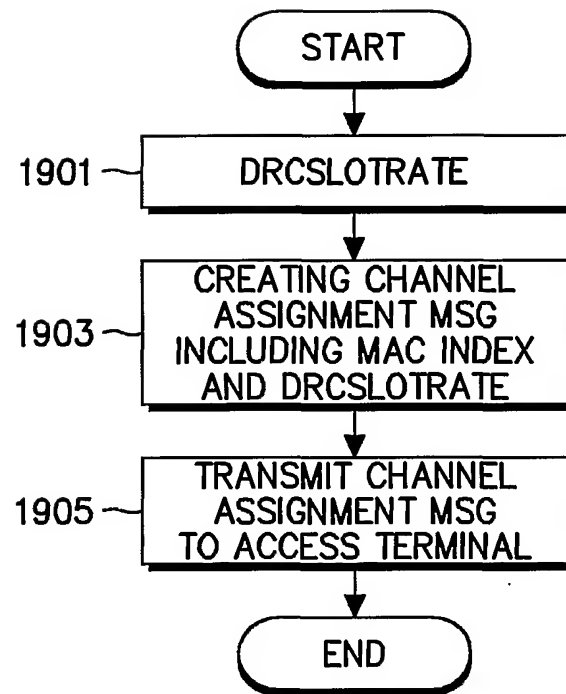 START
1901
DRCSLOTRATE
1903
CREATING CHANNEL
ASSIGNMENT MSG
INCLUDING MAC INDEX
AND DRCSLOTRATE
1905
TRANSMIT CHANNEL
ASSIGNMENT MSG
TO ACCESS TERMINAL
END